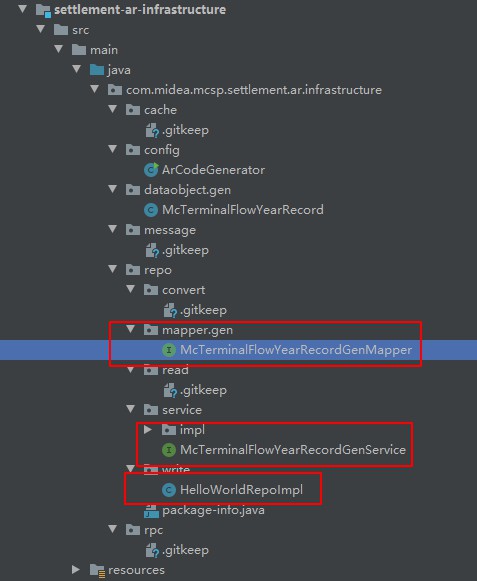 settlement-ar-infrastructure
src
main
java
com.midea.mcsp.settlement.ar.infrastructure
cache
.gitkeep
config
ArCodeGenerator
dataobject.gen
McTerminalFlowYearRecord
message
.gitkeep
repo
convert
.gitkeep
mapper.gen
McTerminalFlowYearRecordGenMapper
read
.gitkeep
service
impl
McTerminalFlowYearRecordGenService
write
HelloWorldRepoImpl
package-info.java
rpc
.gitkeep
resources